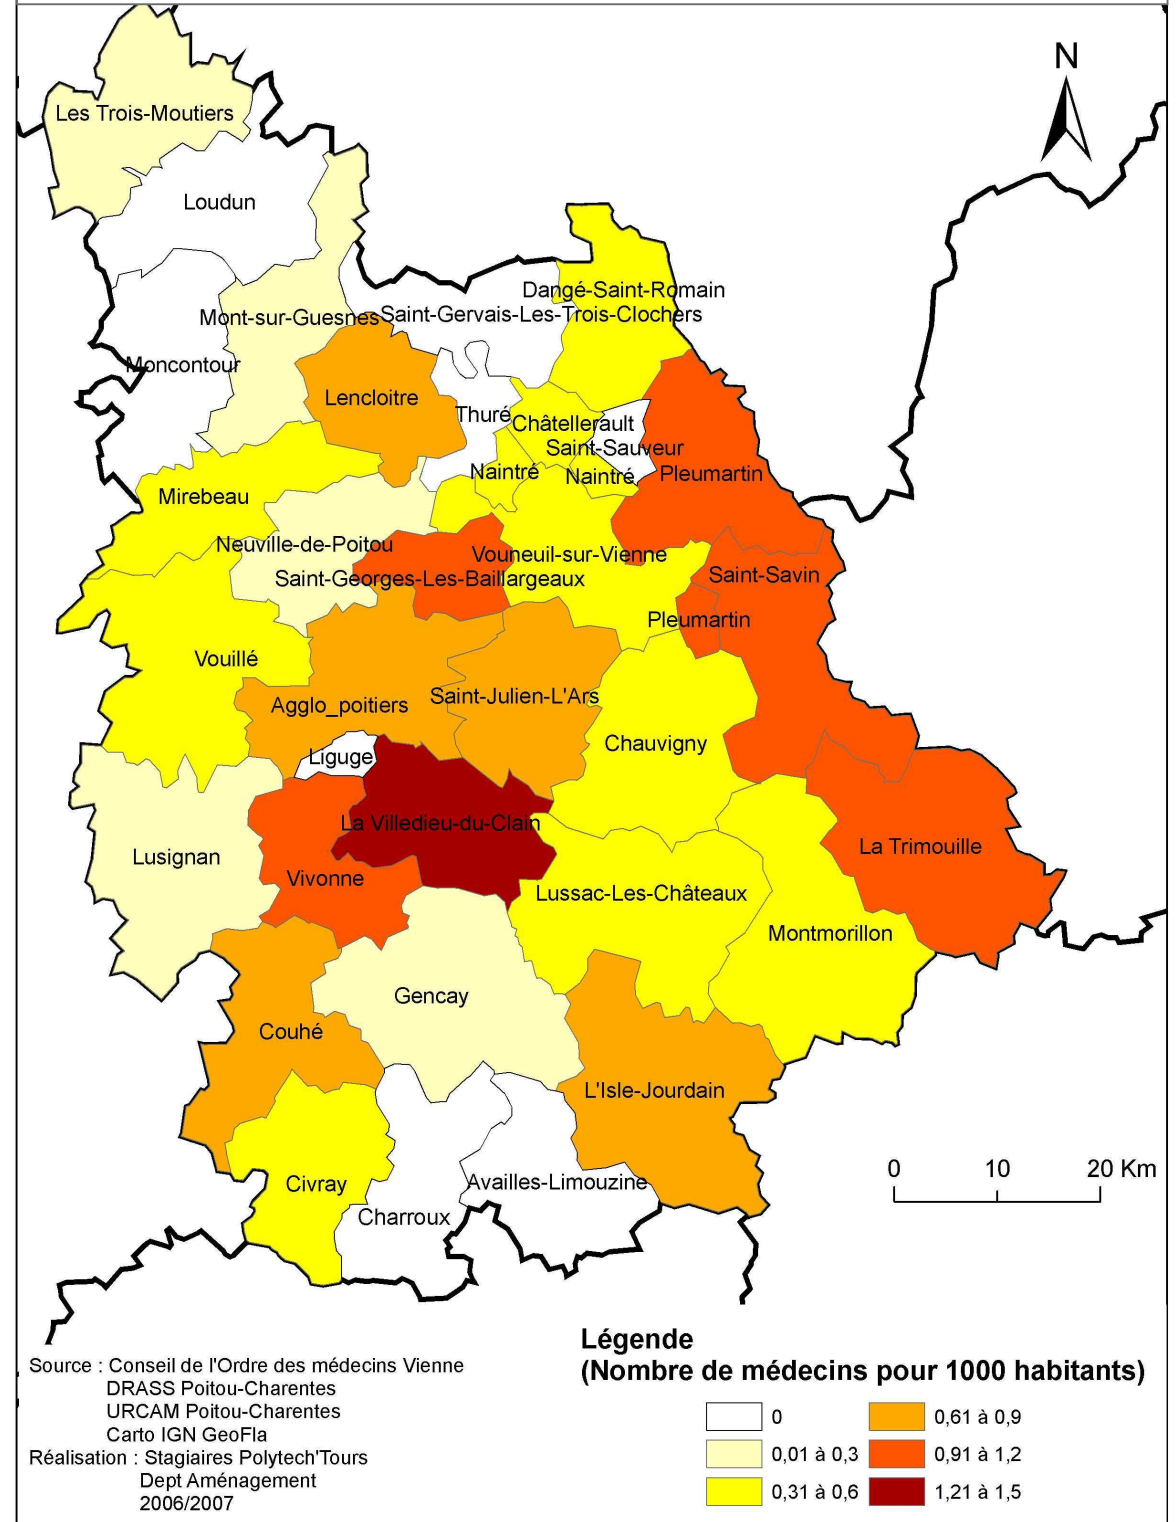 N
Les Trois-Moutiers
Loudun
Dangé-Saint-Romain
Mont-sur-Guesnes
Saint-Gervais-Les-Trois-Clochers
Moncontour
Lencloitre
Thuré
Châtellerault
Saint-Sauveur
Naintré
Naintré
Pleumartin
Mirebeau
Neuville-de-Poitou
Vouneuil-sur-Vienne
Saint-Georges-Les-Baillargeaux
Saint-Savin
Pleumartin
Vouillé
Agglo_poitiers
Saint-Julien-L'Ars
Chauvigny
Liguge
La Villedieu-du-Clain
La Trimouille
Lusignan
Vivonne
Lussac-Les-Châteaux
Montmorillon
Gencay
Couhé
L'Isle-Jourdain
Civray
Availles-Limouzine
Charroux
0 10 20 Km
Légende
(Nombre de médecins pour 1000 habitants)
0
0,01 à 0,3
0,31 à 0,6
0,61 à 0,9
0,91 à 1,2
1,21 à 1,5
Source : Conseil de l'Ordre des médecins Vienne
DRASS Poitou-Charentes
URCAM Poitou-Charentes
Carto IGN GeoFla
Réalisation : Stagiaires Polytech'Tours
Dept Aménagement
2006/2007